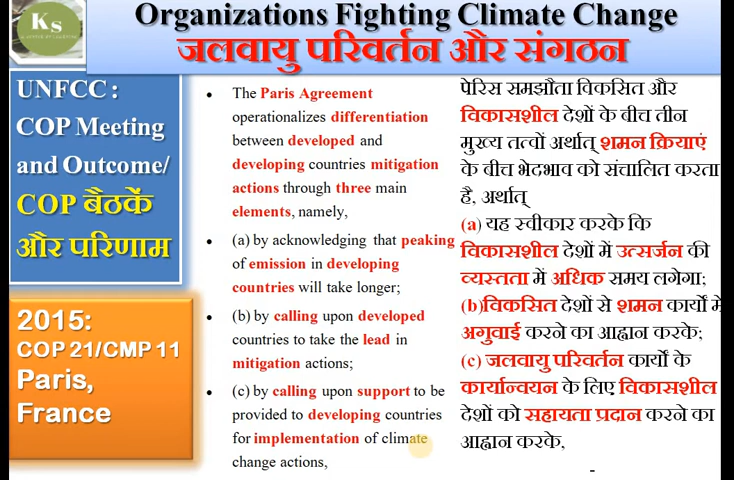 Ks
Organizations Fighting Climate Change
जलवायु परिवर्तन और संगठन
UNFCC :
COP Meeting
and Outcome/
COP बैठकें
और परिणाम
2015:
COP 21/CMP 11
Paris,
France
• The Paris Agreement
operationalizes differentiation
between developed and
developing countries mitigation
actions through three main
elements, namely,
• (a) by acknowledging that peaking
of emission in developing
countries will take longer;
• (b) by calling upon developed
countries to take the lead in
mitigation actions;
• (c) by calling upon support to be
provided to developing countries
for implementation of climate
change actions,
पेरिस समझौता विकसित और
विकासशील देशों के बीच तीन
मुख्य तत्वों अर्थात् शमन क्रियाएं
के बीच भेदभाव को संचालित करता
है, अर्थात्
(a) यह स्वीकार करके कि
विकासशील देशों में उत्सर्जन की
व्यस्तता में अधिक समय लगेगा;
(b)विकसित देशों से शमन कार्यों में
अगुवाई करने का आह्वान करके;
(c) जलवायु परिवर्तन कार्यों के
कार्यान्वयन के लिए विकासशील
देशों को सहायता प्रदान करने का
आह्वान करके,